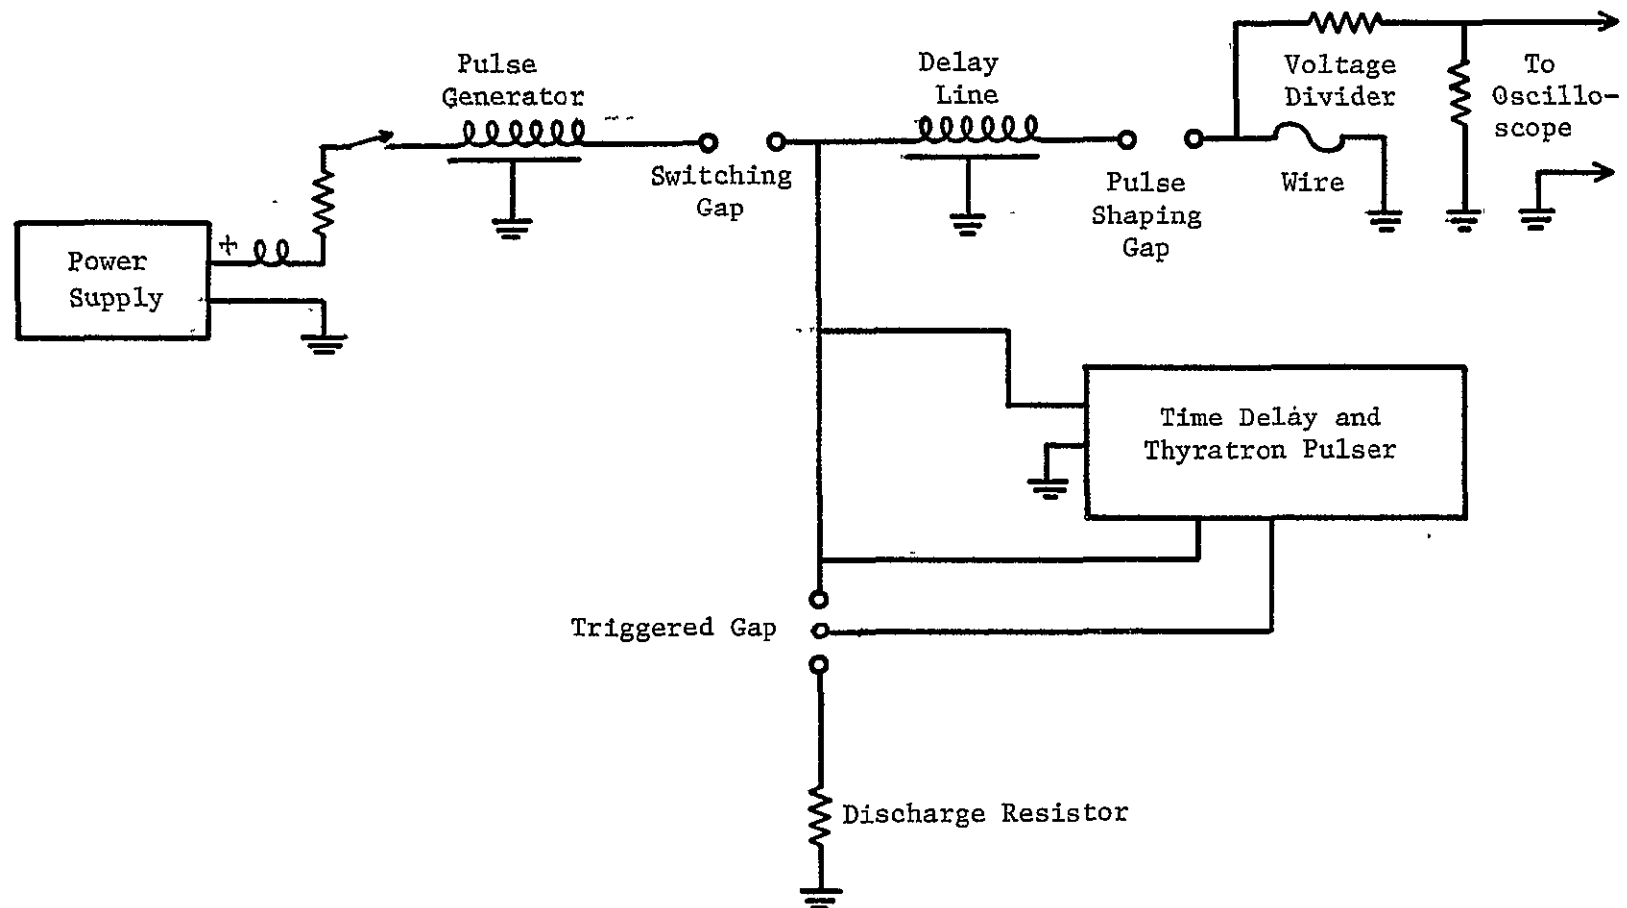 Pulse
Generator
Delay
Line
Voltage
Divider
To
Oscillo-
scope
Switching
Gap
Pulse
Shaping
Gap
Wire
+
Power
Supply
Time Delay and
Thyratron Pulser
Triggered Gap
Discharge Resistor